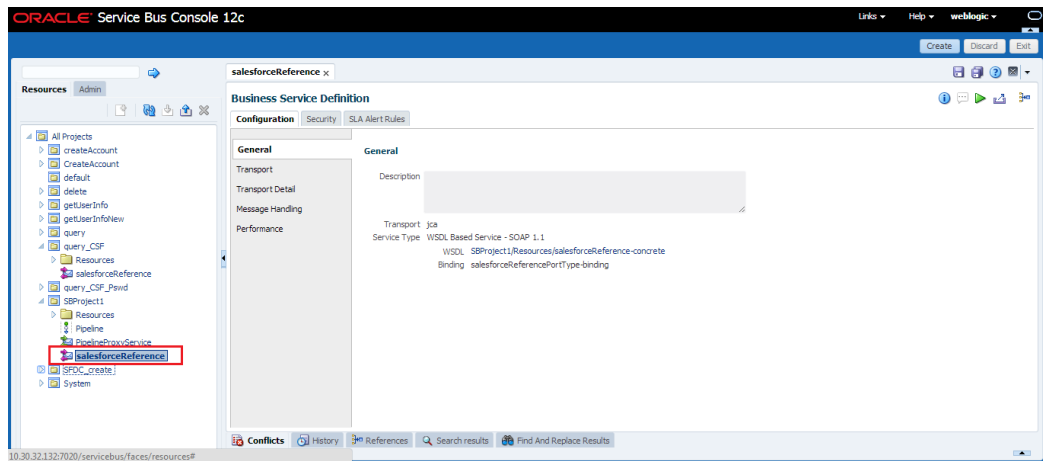 ORACLE Service Bus Console 12c
Links Help weblogic
Create Discard Exit
salesforceReference x
Resources Admin
Business Service Definition
Configuration Security SLA Alert Rules
All Projects
createAccount
CreateAccount
default
delete
getUserInfo
getUserInfoNew
query
query_CSF
Resources
salesforceReference
query_CSF_Pswd
SBProject1
Resources
Pipeline
PipelineProxyService
salesforceReference
SFDC_create
System
General
Transport
Transport Detail
Message Handling
Performance
General
Description
Transport jca
Service Type WSDL Based Service - SOAP 1.1
WSDL SBProject1/Resources/salesforceReference-concrete
Binding salesforceReferencePortType-binding
Conflicts History References Search results Find And Replace Results
10.30.32.132:7020/servicebus/faces/resources#